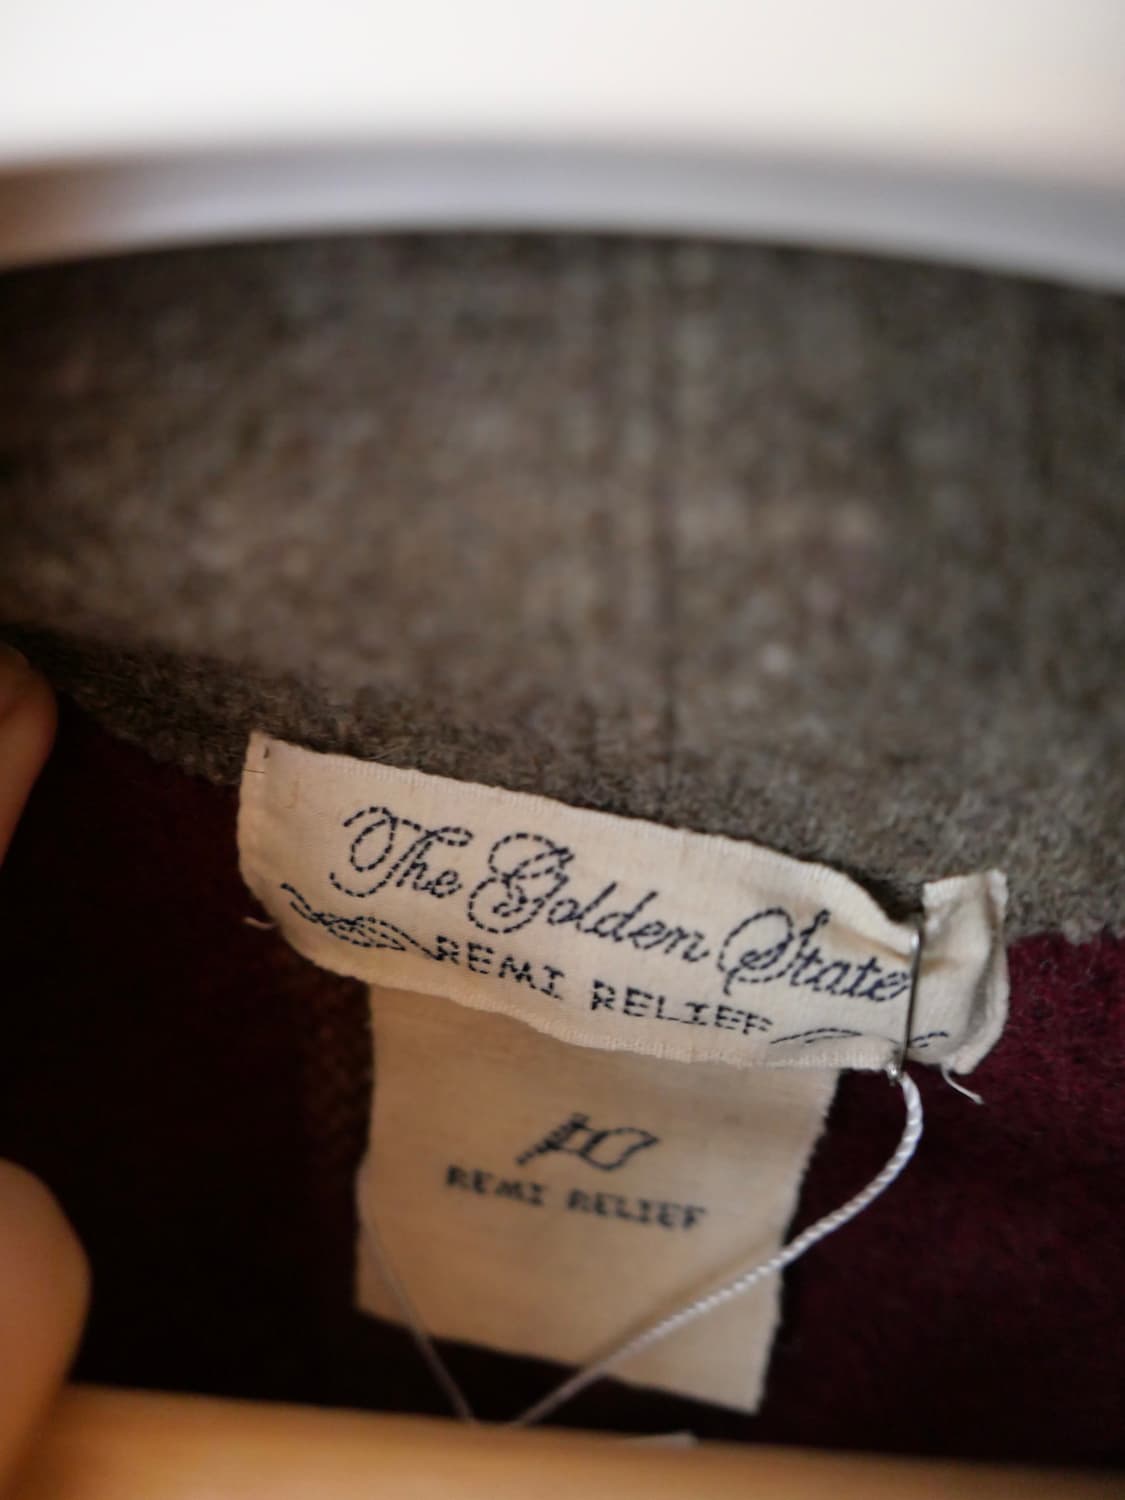 The Golden State
REMI RELIEF
REMI RELIEF